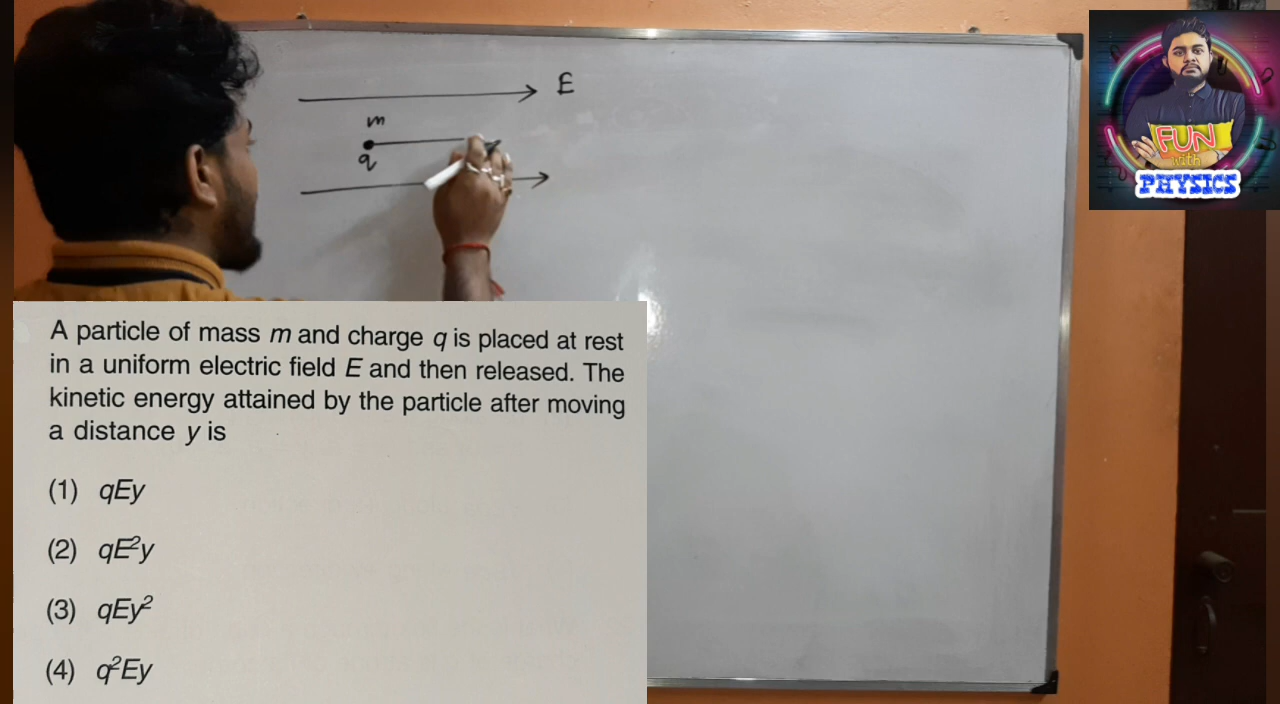 E
m
q
FUN
with
PHYSICS
A particle of mass m and charge q is placed at rest
in a uniform electric field E and then released. The
kinetic energy attained by the particle after moving
a distance y is
(1) qEy
(2) qE²y
(3) qEy²
(4) q²Ey